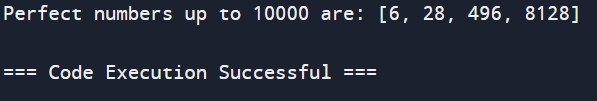 Perfect numbers up to 10000 are: [6, 28, 496, 8128]
=== Code Execution Successful ===